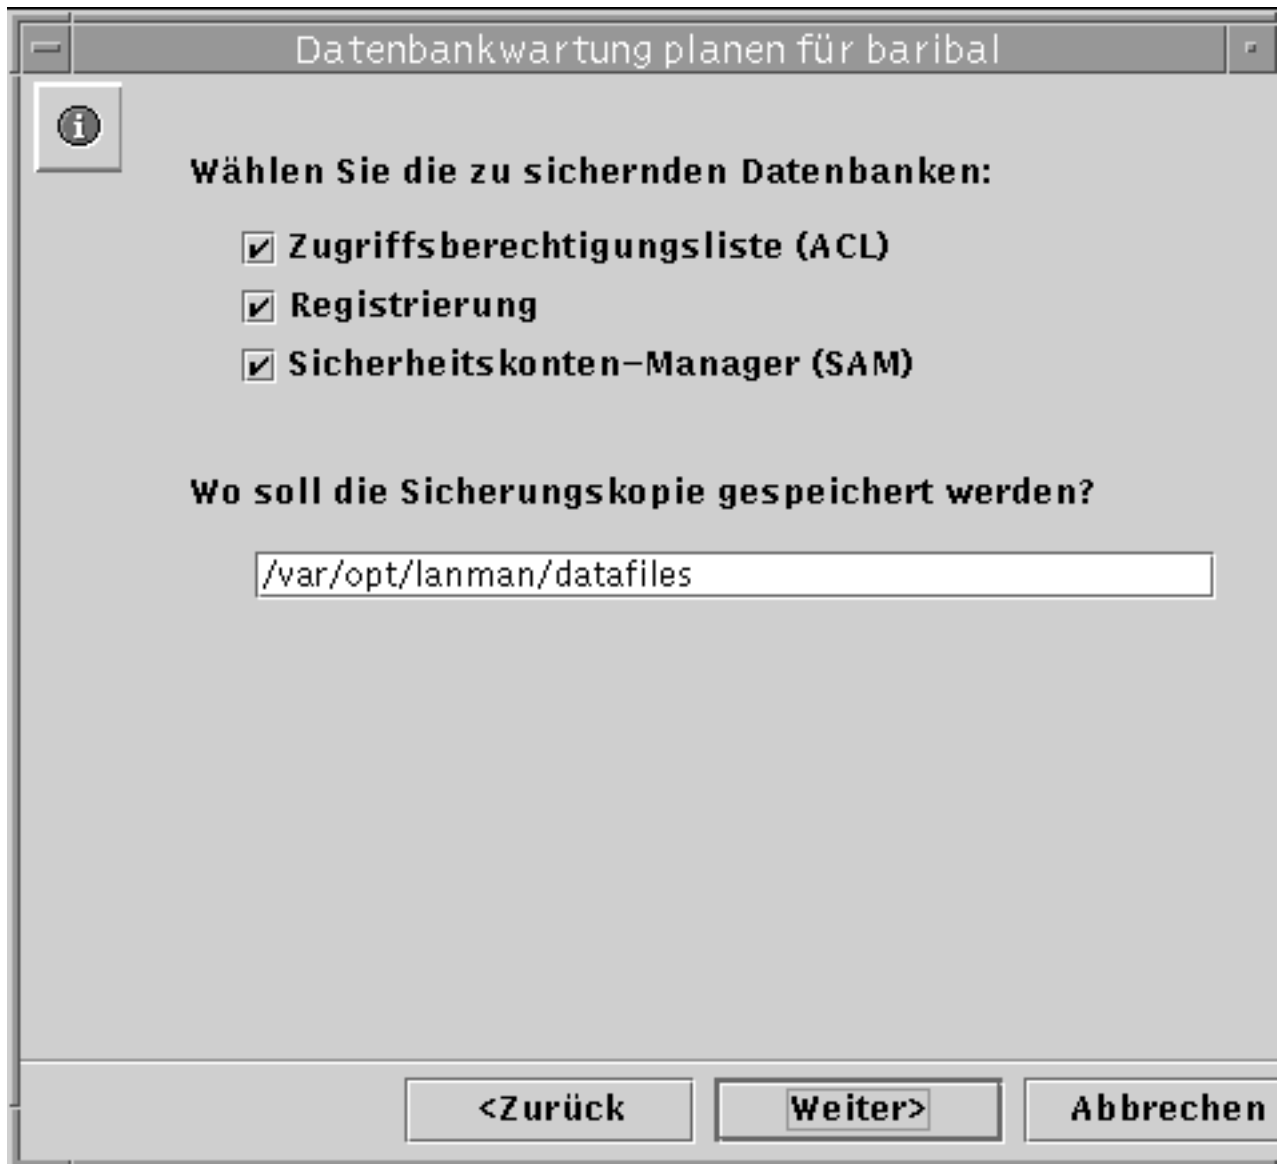 Datenbankwartung planen für baribal
Wählen Sie die zu sichernden Datenbanken:
Zugriffsberechtigungsliste (ACL)
Registrierung
Sicherheitskonten-Manager (SAM)
Wo soll die Sicherungskopie gespeichert werden?
/var/opt/lanman/datafiles
<Zurück Weiter> Abbrechen